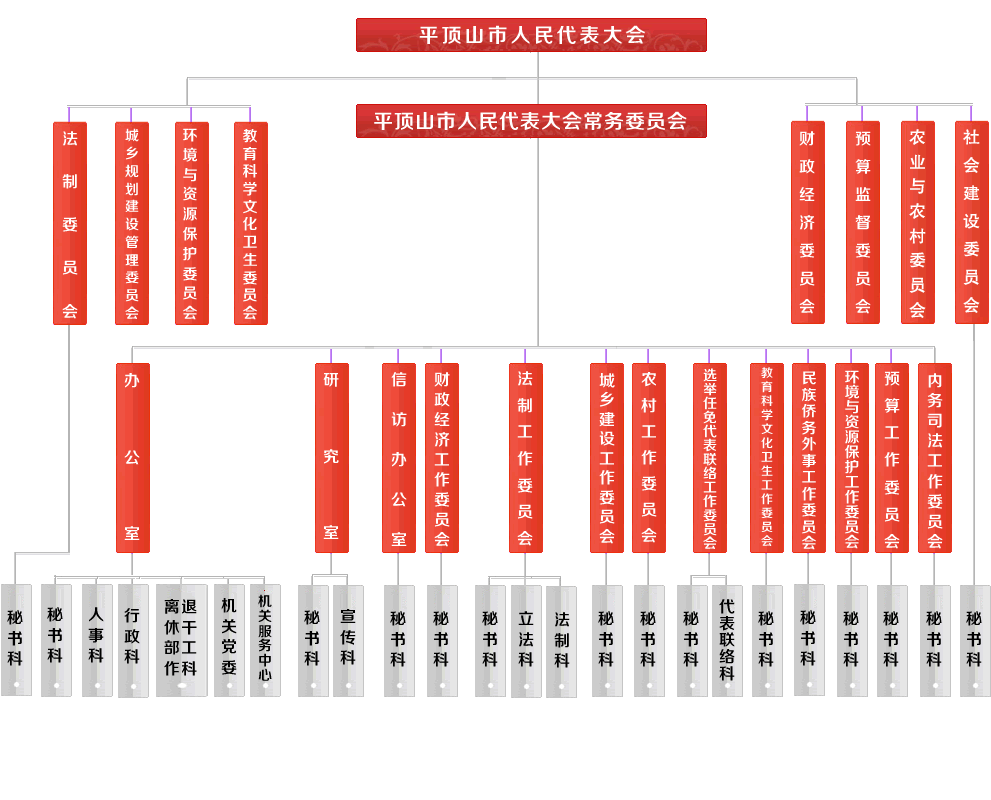 平顶山市人民代表大会
平顶山市人民代表大会常务委员会
法制委员会
城乡规划建设管理委员会
环境与资源保护委员会
教育科学文化卫生委员会
财政经济委员会
预算监督委员会
农业与农村委员会
社会建设委员会
办公室
研究室
信访办公室
财政经济工作委员会
法制工作委员会
城乡建设工作委员会
农村工作委员会
选举任免代表联络工作委员会
教育科学文化卫生工作委员会
民族侨务外事工作委员会
环境与资源保护工作委员会
预算工作委员会
内务司法工作委员会
秘书科
秘书科
人事科
行政科
离休部作
退干工科
机关党委
机关服务中心
秘书科
宣传科
秘书科
秘书科
秘书科
立法科
法制科
秘书科
秘书科
秘书科
代表联络科
秘书科
秘书科
秘书科
秘书科
秘书科
秘书科